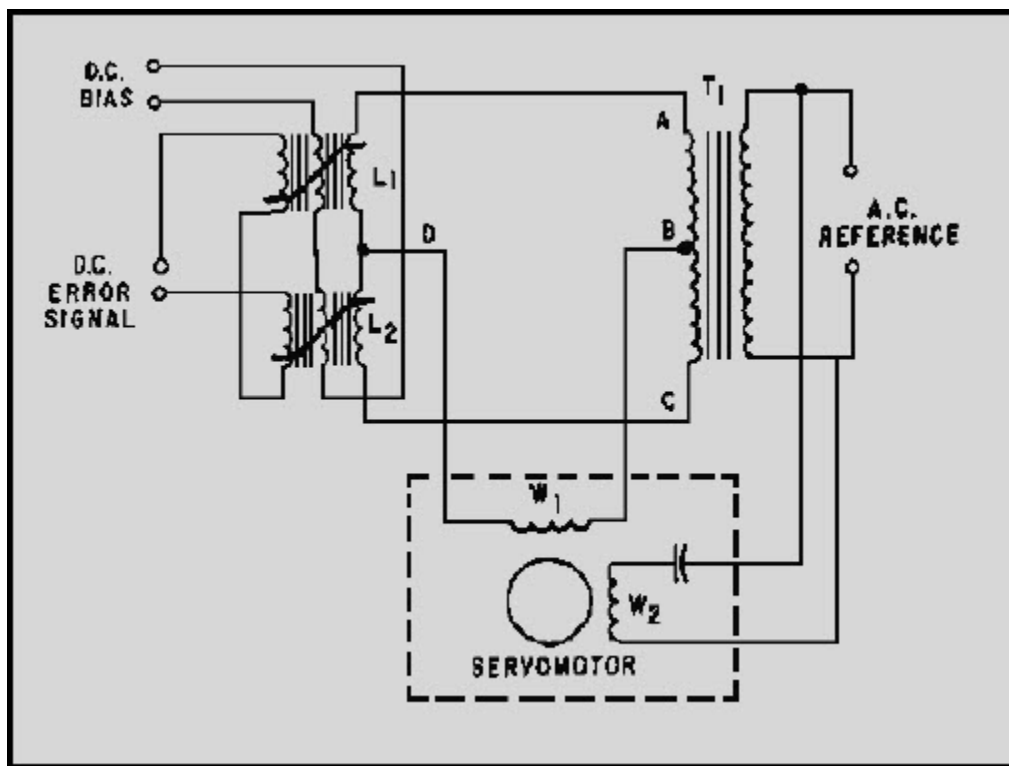 D.C.
BIAS
T1
A
L1
D
B
A.C.
REFERENCE
D.C.
ERROR
SIGNAL
L2
C
W1
W2
SERVOMOTOR